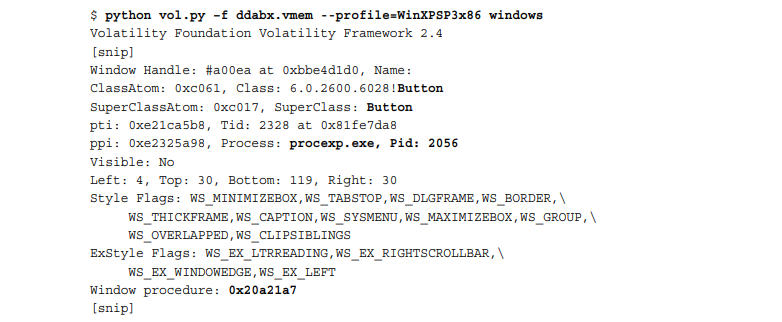 $ python vol.py -f ddabx.vmem --profile=WinXPSP3x86 windows
Volatility Foundation Volatility Framework 2.4
[snip]
Window Handle: #a00ea at 0xbbe4d1d0, Name:
ClassAtom: 0xc061, Class: 6.0.2600.6028!Button
SuperClassAtom: 0xc017, SuperClass: Button
pti: 0xe21ca5b8, Tid: 2328 at 0x81fe7da8
ppi: 0xe2325a98, Process: procexp.exe, Pid: 2056
Visible: No
Left: 4, Top: 30, Bottom: 119, Right: 30
Style Flags: WS_MINIMIZEBOX,WS_TABSTOP,WS_DLGFRAME,WS_BORDER,\
WS_THICKFRAME,WS_CAPTION,WS_SYSMENU,WS_MAXIMIZEBOX,WS_GROUP,\
WS_OVERLAPPED,WS_CLIPSIBLINGS
ExStyle Flags: WS_EX_LTRREADING,WS_EX_RIGHTSCROLLBAR,\
WS_EX_WINDOWEDGE,WS_EX_LEFT
Window procedure: 0x20a21a7
[snip]